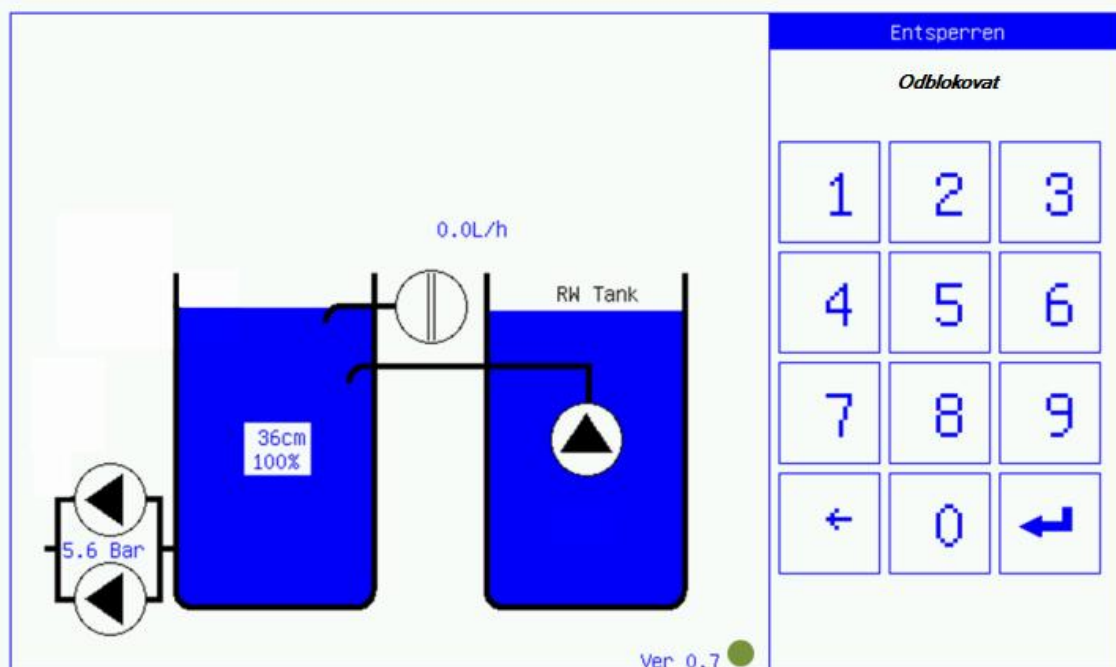 0.0L/h
RW Tank
36cm
100%
5.6 Bar
Ver 0.7
Entsperren
Odblokovat
1 2 3
4 5 6
7 8 9
← 0 ↵